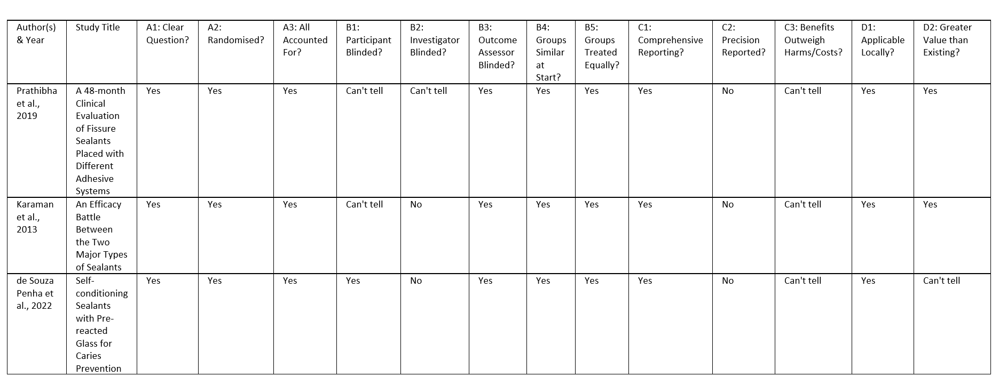 Author(s)
& Year
Study Title
A1: Clear
Question?
A2:
Randomised?
A3: All
Accounted
For?
B1:
Participant
Blinded?
B2:
Investigator
Blinded?
B3:
Outcome
Assessor
Blinded?
B4:
Groups
Similar
at
Start?
B5:
Groups
Treated
Equally?
C1:
Comprehensive
Reporting?
C2:
Precision
Reported?
C3: Benefits
Outweigh
Harms/Costs?
D1:
Applicable
Locally?
D2: Greater
Value than
Existing?
Prathibha
et al.,
2019
A 48-month
Clinical
Evaluation
of Fissure
Sealants
Placed with
Different
Adhesive
Systems
Yes
Yes
Yes
Can't tell
Can't tell
Yes
Yes
Yes
Yes
No
Can't tell
Yes
Yes
Karaman
et al.,
2013
An Efficacy
Battle
Between
the Two
Major Types
of Sealants
Yes
Yes
Yes
Can't tell
No
Yes
Yes
Yes
Yes
No
Can't tell
Yes
Yes
de Souza
Penha et
al., 2022
Self-
conditioning
Sealants
with Pre-
reacted
Glass for
Caries
Prevention
Yes
Yes
Yes
Yes
No
Yes
Yes
Yes
Yes
No
Can't tell
Yes
Can't tell